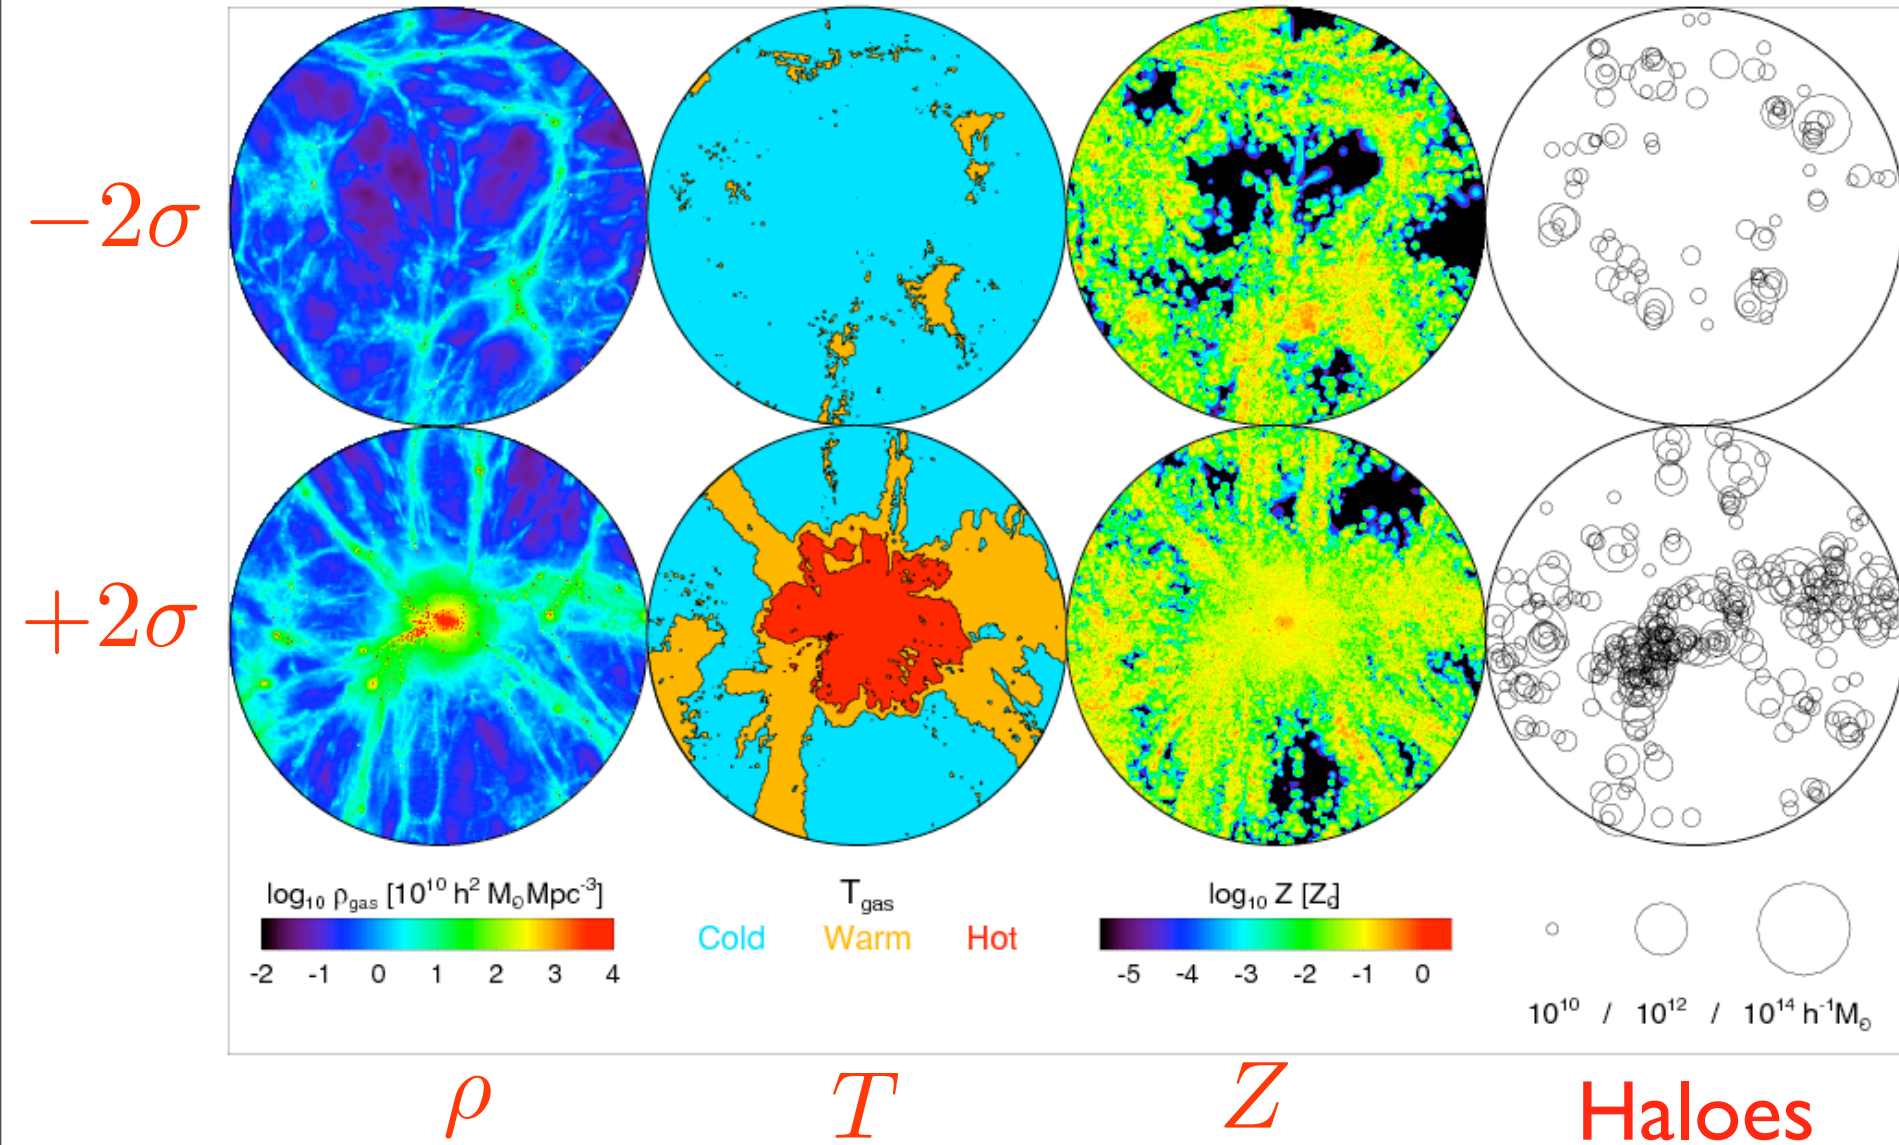 −2σ
+2σ
log₁₀ ρgas [10¹⁰ h² M☉Mpc⁻³]
-2 -1 0 1 2 3 4
Tgas
Cold Warm Hot
log₁₀ Z [Z☉]
-5 -4 -3 -2 -1 0
10¹⁰ / 10¹² / 10¹⁴ h⁻¹M☉
ρ T Z Haloes